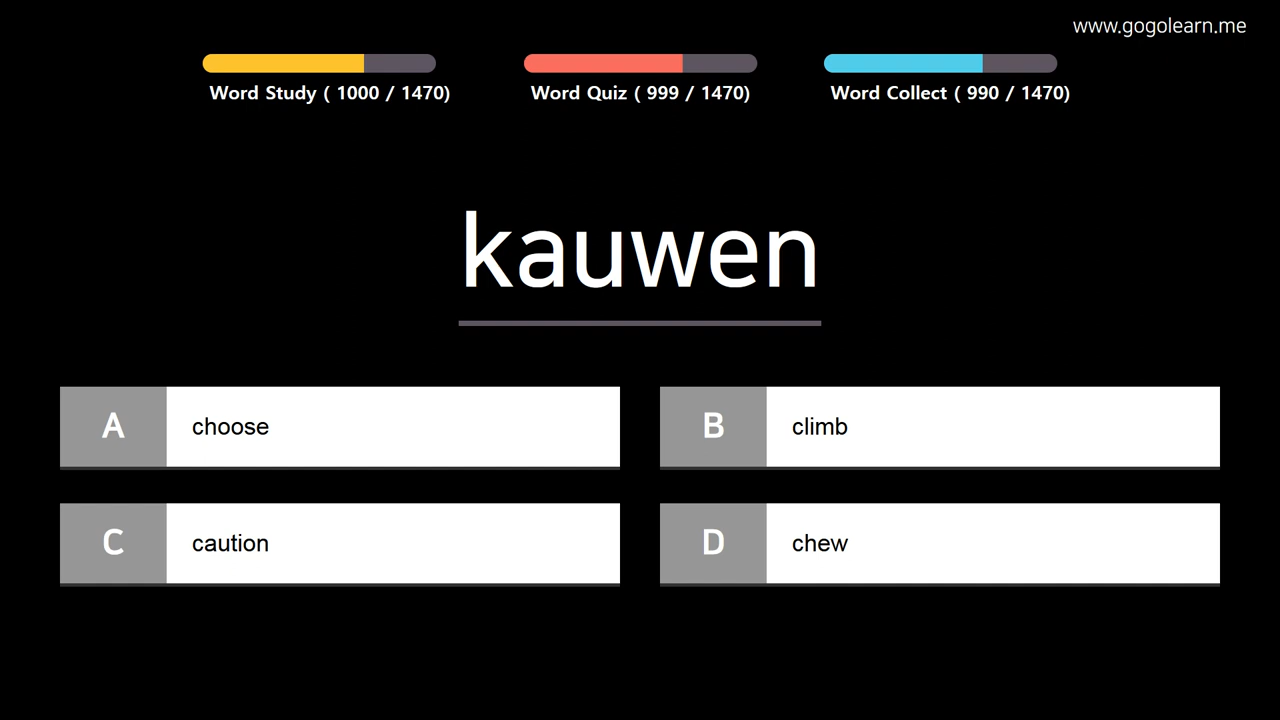 www.gogolearn.me
Word Study ( 1000 / 1470)
Word Quiz ( 999 / 1470)
Word Collect ( 990 / 1470)
kauwen
A choose
B climb
C caution
D chew